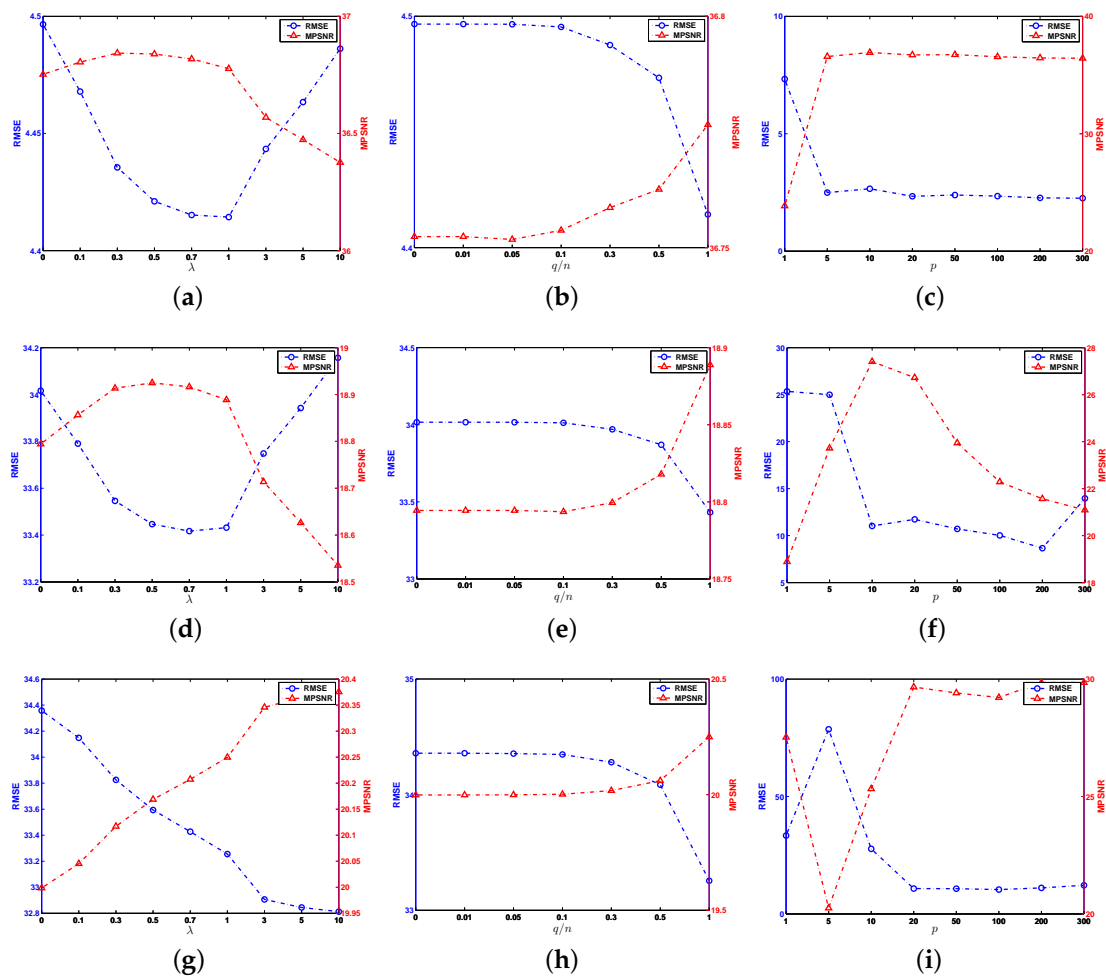 4.5 37
RMSE
MPSNR
RMSE 4.45 36.5 MPSNR
4.4 36
0 0.1 0.3 0.5 0.7 1 3 5 10
λ
(a)
4.5 36.8
RMSE
MPSNR
RMSE MPSNR
4.4 36.75
0 0.01 0.05 0.1 0.3 0.5 1
q/n
(b)
10 40
RMSE
MPSNR
RMSE 5 30 MPSNR
0 20
1 5 10 20 50 100 200 300
p
(c)
34.2 19
RMSE
MPSNR
34 18.9
33.8 18.8
RMSE MPSNR
33.6 18.7
33.4 18.6
33.2 18.5
0 0.1 0.3 0.5 0.7 1 3 5 10
λ
(d)
34.5 18.9
RMSE
MPSNR
34 18.85
RMSE MPSNR
33.5 18.8
33 18.75
0 0.01 0.05 0.1 0.3 0.5 1
q/n
(e)
30 28
RMSE
MPSNR
25 26
20 24
RMSE MPSNR
15 22
10 20
5 18
1 5 10 20 50 100 200 300
p
(f)
34.6 20.4
RMSE
MPSNR
34.4 20.35
34.2 20.3
34 20.25
33.8 20.2
RMSE MPSNR
33.6 20.15
33.4 20.1
33.2 20.05
33 20
32.8 19.95
0 0.1 0.3 0.5 0.7 1 3 5 10
λ
(g)
35 20.5
RMSE
MPSNR
RMSE 34 20 MPSNR
33 19.5
0 0.01 0.05 0.1 0.3 0.5 1
q/n
(h)
100 30
RMSE
MPSNR
RMSE 50 25 MPSNR
0 20
1 5 10 20 50 100 200 300
p
(i)